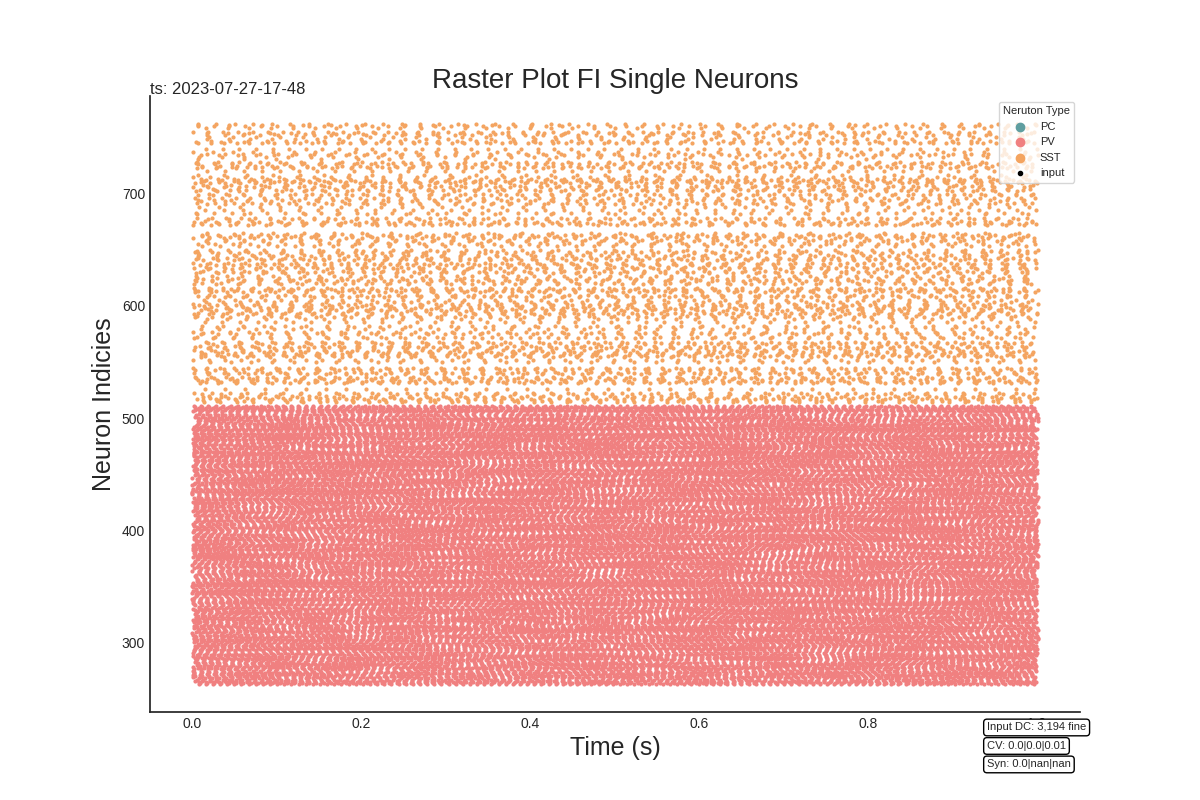 Raster Plot FI Single Neurons
ts: 2023-07-27-17-48
Neruton Type
PC
PV
SST
input
Neuron Indicies
700
600
500
400
300
0.0 0.2 0.4 0.6 0.8
Time (s)
Input DC: 3,194 fine
CV: 0.0|0.0|0.01
Syn: 0.0|nan|nan